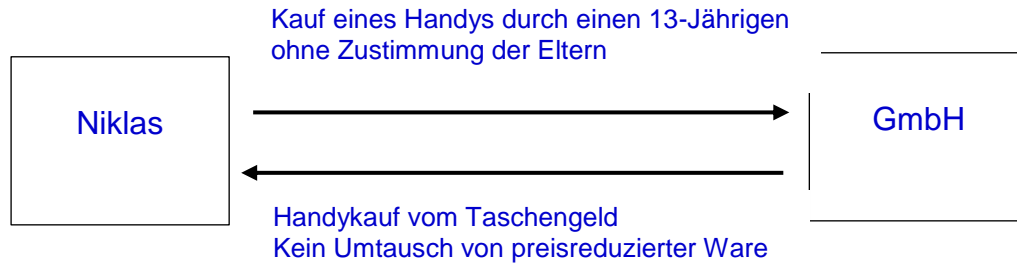 Kauf eines Handys durch einen 13-Jährigen
ohne Zustimmung der Eltern
Niklas
GmbH
Handykauf vom Taschengeld
Kein Umtausch von preisreduzierter Ware